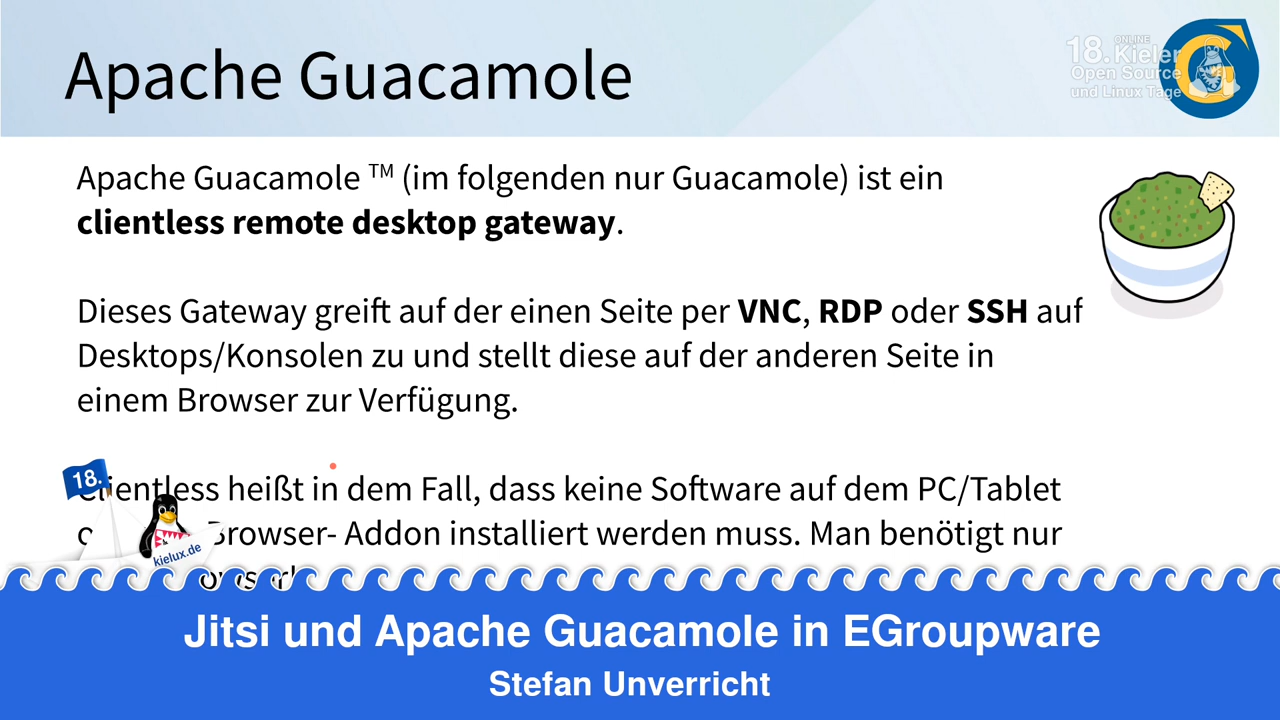 Apache Guacamole
18. ONLINE Kieler
Open Source
und Linux Tage
Apache Guacamole ™ (im folgenden nur Guacamole) ist ein
clientless remote desktop gateway.
Dieses Gateway greift auf der einen Seite per VNC, RDP oder SSH auf
Desktops/Konsolen zu und stellt diese auf der anderen Seite in
einem Browser zur Verfügung.
18.
Clientless heißt in dem Fall, dass keine Software auf dem PC/Tablet
Browser- Addon installiert werden muss. Man benötigt nur
kielux.de
Jitsi und Apache Guacamole in EGroupware
Stefan Unverricht